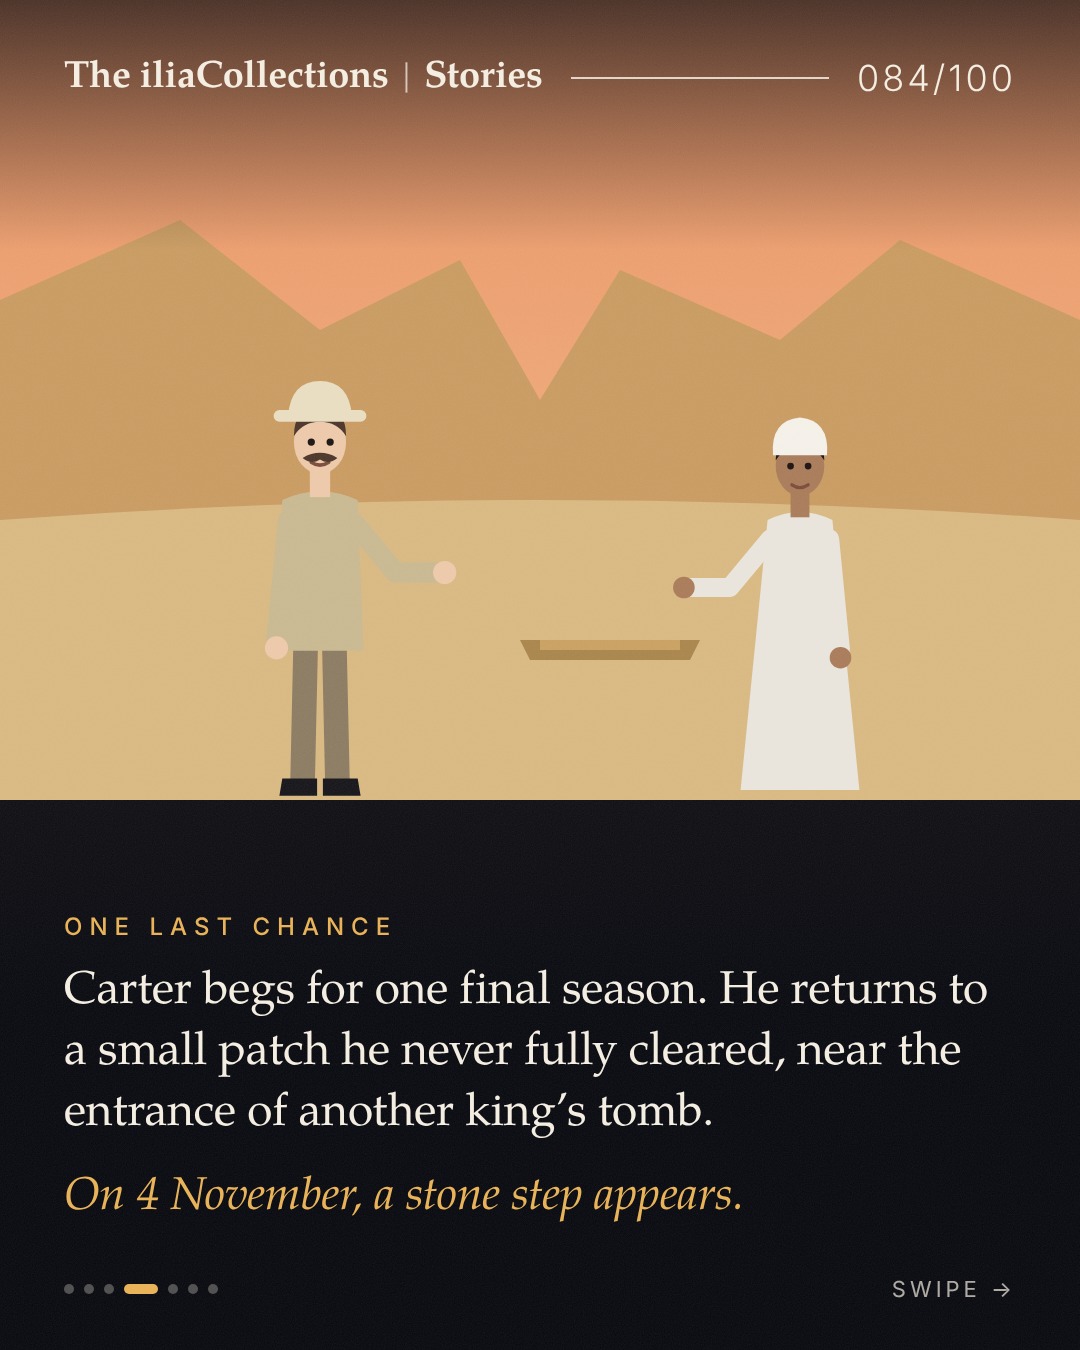 The iliaCollections | Stories 084/100
ONE LAST CHANCE
Carter begs for one final season. He returns to
a small patch he never fully cleared, near the
entrance of another king’s tomb.
On 4 November, a stone step appears.
SWIPE →